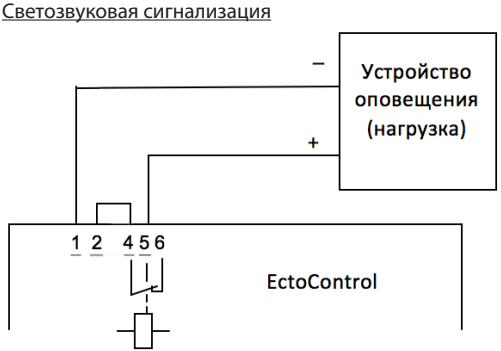 Светозвуковая сигнализация
–
Устройство
оповещения
(нагрузка)
+
1 2 4 5 6
EctoControl